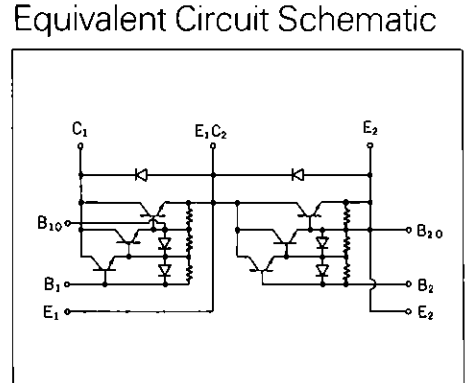 Equivalent Circuit Schematic
C₁ E₁C₂ E₂
B₁₀ B₂₀
B₁ B₂
E₁ E₂